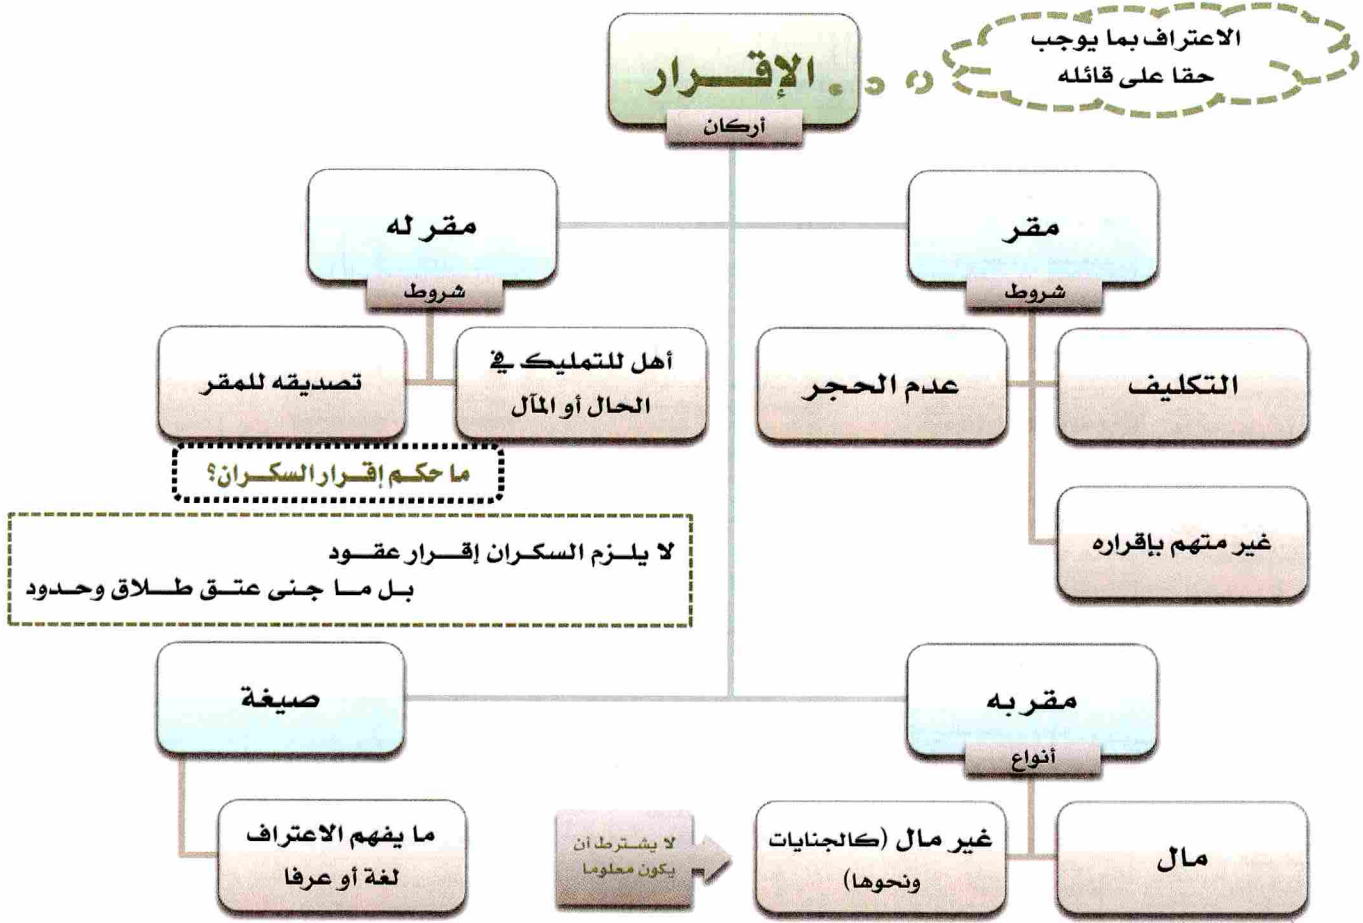 الإقـــرار
أركان
الاعتراف بما يوجب
حقا على قائله
مقر
شروط
التكليف
عدم الحجر
غير متهم بإقراره
مقر له
شروط
أهل للتمليك في
الحال أو المآل
تصديقه للمقر
ما حكم إقرار السكران؟
لا يلزم السكران إقرار عقود
بل ما جنى عتق طلاق وحدود
مقر به
أنواع
مال
غير مال (كالجنايات
ونحوها)
لا يشترط أن
يكون معلوما
صيغة
ما يفهم الاعتراف
لغة أو عرفا